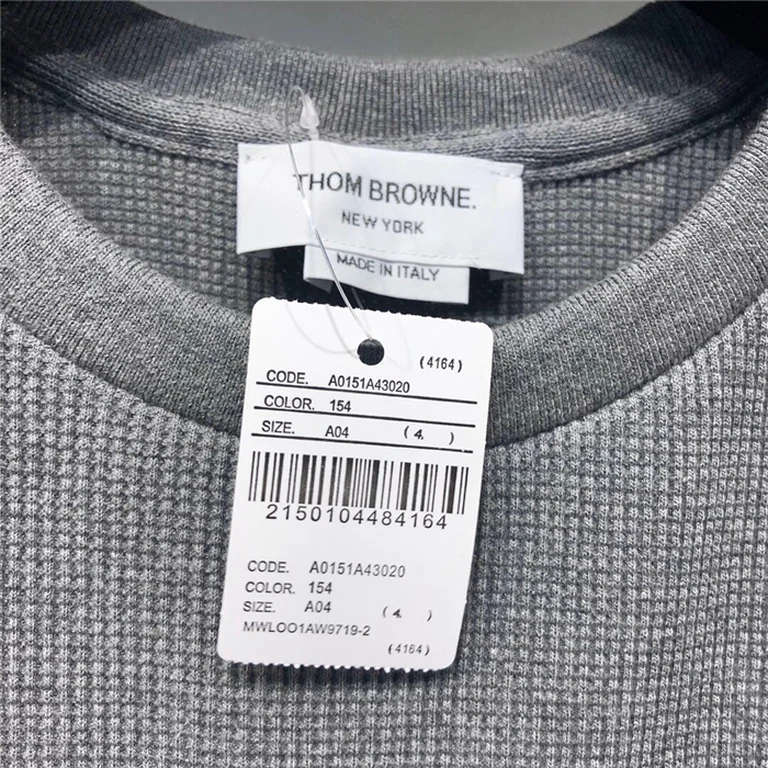 THOM BROWNE.
NEW YORK
MADE IN ITALY
(4164)
CODE. A0151A43020
COLOR. 154
SIZE. A04 (4. )
2150104484164
CODE. A0151A43020
COLOR. 154
SIZE. A04 (4. )
MWLOO1AW9719-2
(4164)